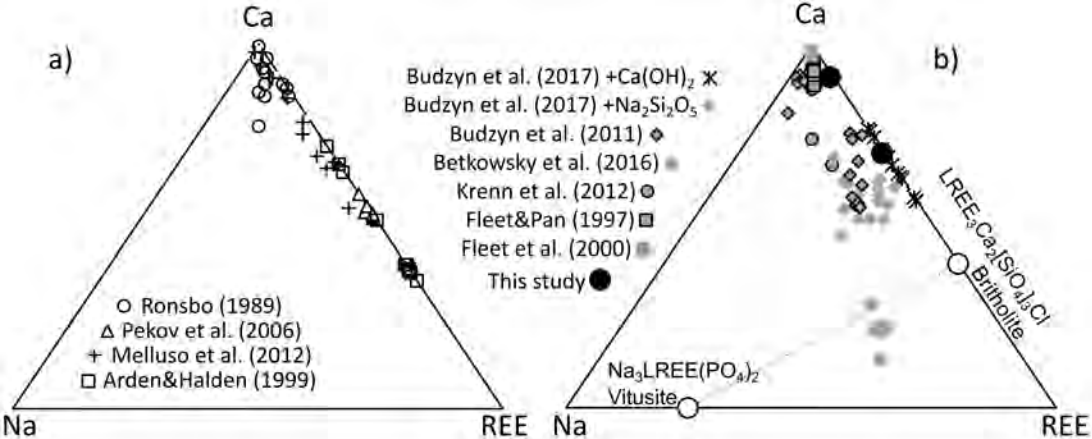 Ca
a)
Ronsbo (1989)
Pekov et al. (2006)
Melluso et al. (2012)
Arden&Halden (1999)
Na
REE
Ca
b)
Budzyn et al. (2017) +Ca(OH)₂
Budzyn et al. (2017) +Na₂Si₂O₅
Budzyn et al. (2011)
Betkowsky et al. (2016)
Krenn et al. (2012)
Fleet&Pan (1997)
Fleet et al. (2000)
This study
LREE₃Ca₂[SiO₄]₃Cl
Britholite
Na₃LREE(PO₄)₂
Vitusite
Na
REE